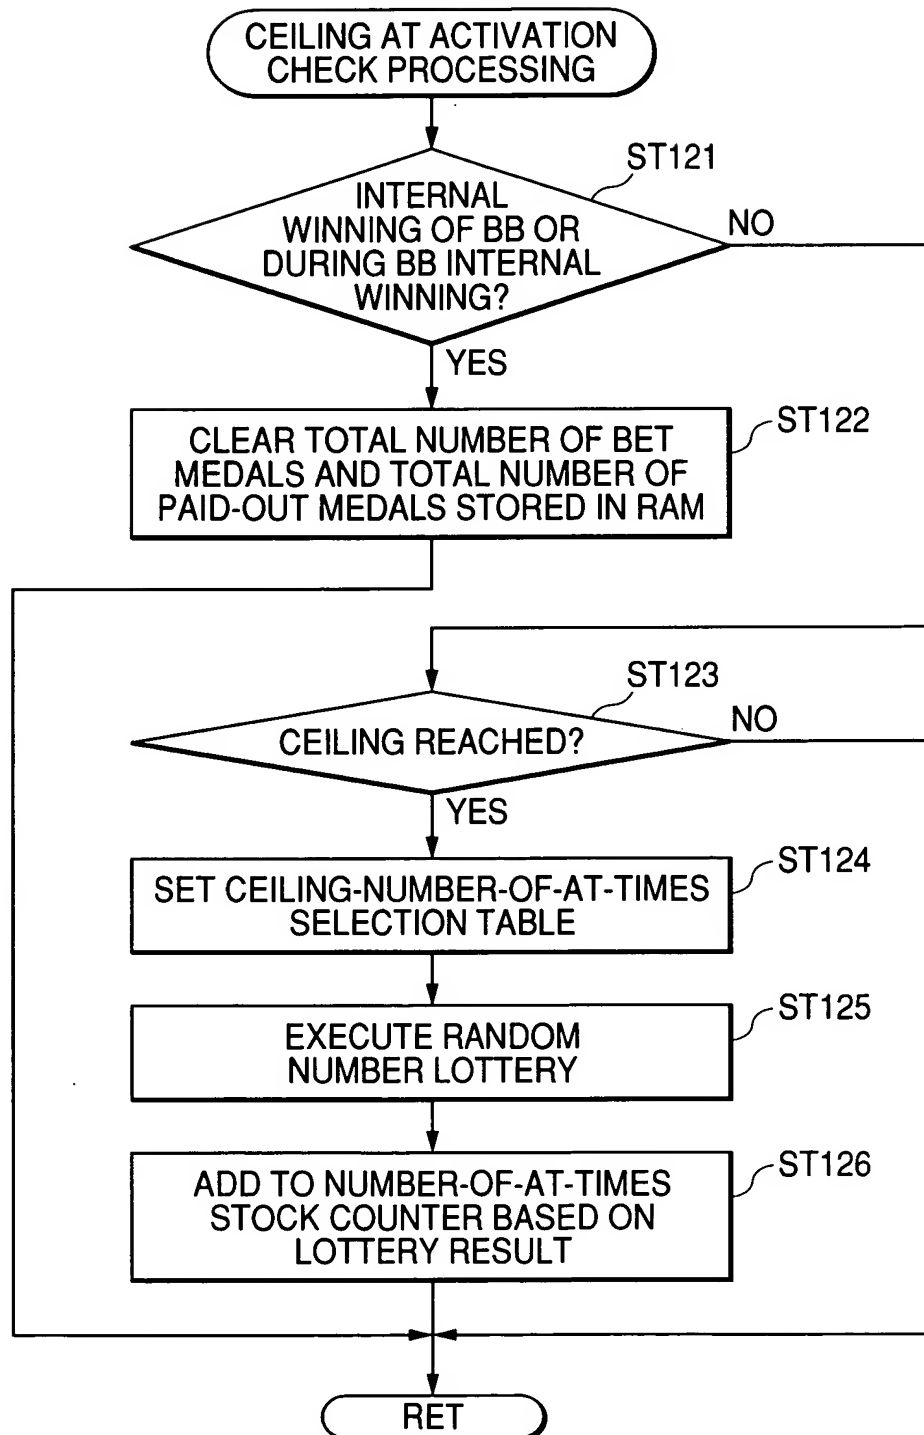 CEILING AT ACTIVATION
CHECK PROCESSING
ST121
INTERNAL
WINNING OF BB OR
DURING BB INTERNAL
WINNING?
NO
YES
ST122
CLEAR TOTAL NUMBER OF BET
MEDALS AND TOTAL NUMBER OF
PAID-OUT MEDALS STORED IN RAM
ST123
CEILING REACHED?
NO
YES
ST124
SET CEILING-NUMBER-OF-AT-TIMES
SELECTION TABLE
ST125
EXECUTE RANDOM
NUMBER LOTTERY
ST126
ADD TO NUMBER-OF-AT-TIMES
STOCK COUNTER BASED ON
LOTTERY RESULT
RET